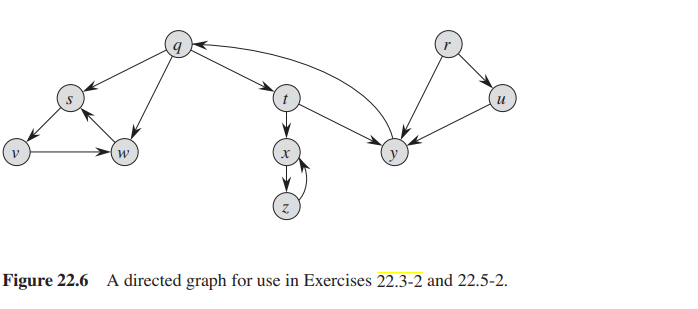 q
r
s
t
u
v
w
x
y
z
Figure 22.6 A directed graph for use in Exercises 22.3-2 and 22.5-2.